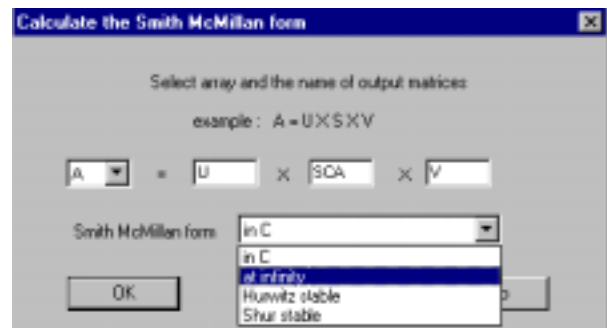 Calculate the Smith McMillan form
Select array and the name of output matrices
example : A = U X S X V
A = U X SCA X V
Smith McMillan form in C
in C
at infinity
Hurwitz stable
Shur stable
OK